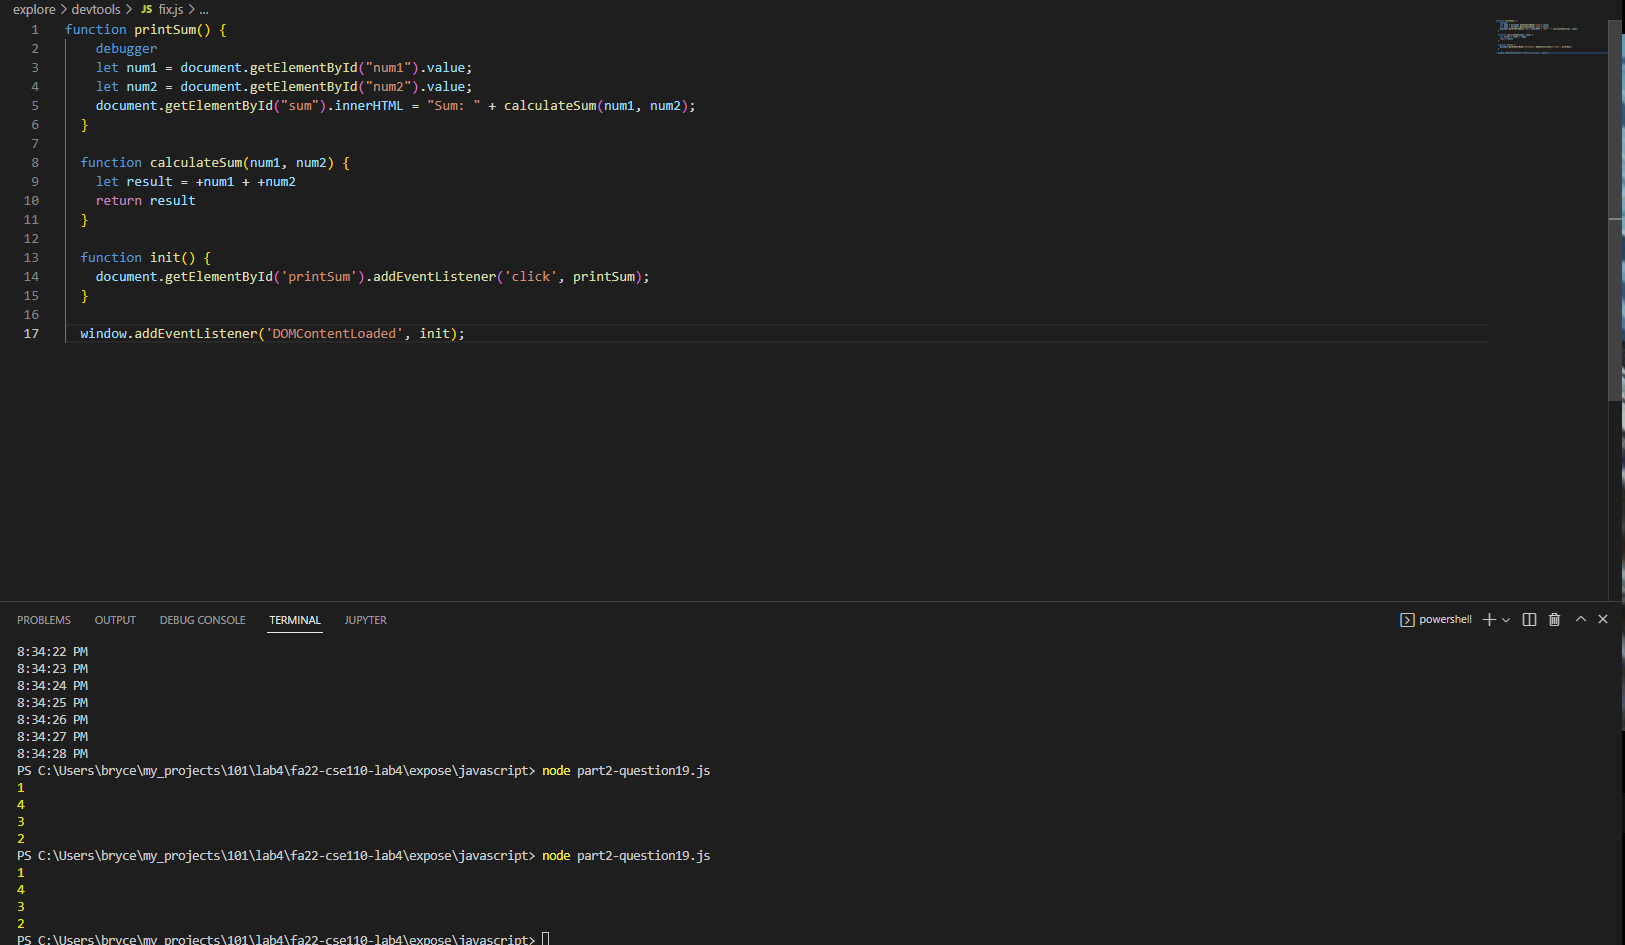 explore > devtools > JS fix.js > ...
1 function printSum() {
2 debugger
3 let num1 = document.getElementById("num1").value;
4 let num2 = document.getElementById("num2").value;
5 document.getElementById("sum").innerHTML = "Sum: " + calculateSum(num1, num2);
6 }
7
8 function calculateSum(num1, num2) {
9 let result = +num1 + +num2
10 return result
11 }
12
13 function init() {
14 document.getElementById('printSum').addEventListener('click', printSum);
15 }
16
17 window.addEventListener('DOMContentLoaded', init);
PROBLEMS OUTPUT DEBUG CONSOLE TERMINAL JUPYTER powershell
8:34:22 PM
8:34:23 PM
8:34:24 PM
8:34:25 PM
8:34:26 PM
8:34:27 PM
8:34:28 PM
PS C:\Users\bryce\my_projects\101\lab4\fa22-cse110-lab4\expose\javascript> node part2-question19.js
1
4
3
2
PS C:\Users\bryce\my_projects\101\lab4\fa22-cse110-lab4\expose\javascript> node part2-question19.js
1
4
3
2
PS C:\Users\bryce\my_projects\101\lab4\fa22-cse110-lab4\expose\javascript>